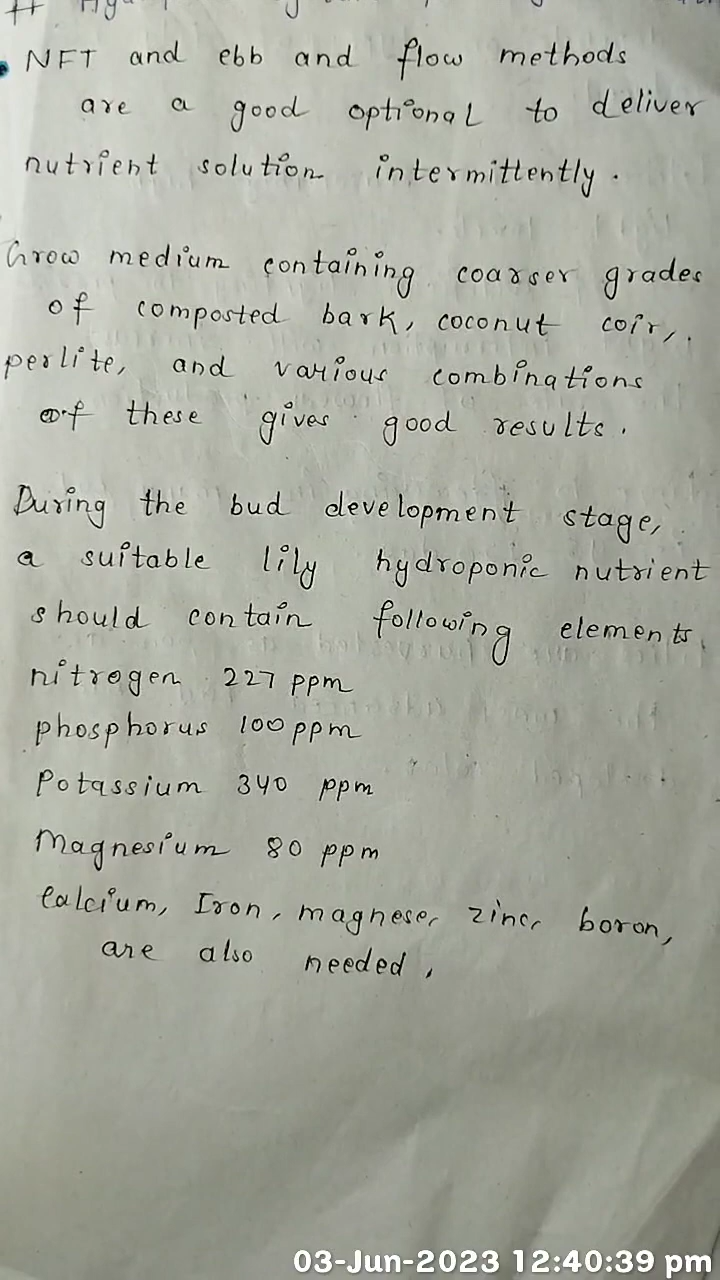 NFT and ebb and flow methods
are a good optional to deliver
nutrient solution intermittently.
Grow medium containing coarser grades
of composted bark, coconut coir,.
perlite, and various combinations
of these gives good results.
During the bud development stage,
a suitable lily hydroponic nutrient
should contain following elements.
nitrogen 227 ppm
phosphorus 100 ppm
Potassium 340 ppm
Magnesium 80 ppm
Calcium, Iron, magnese, zinc, boron,
are also needed,
03-Jun-2023 12:40:39 pm